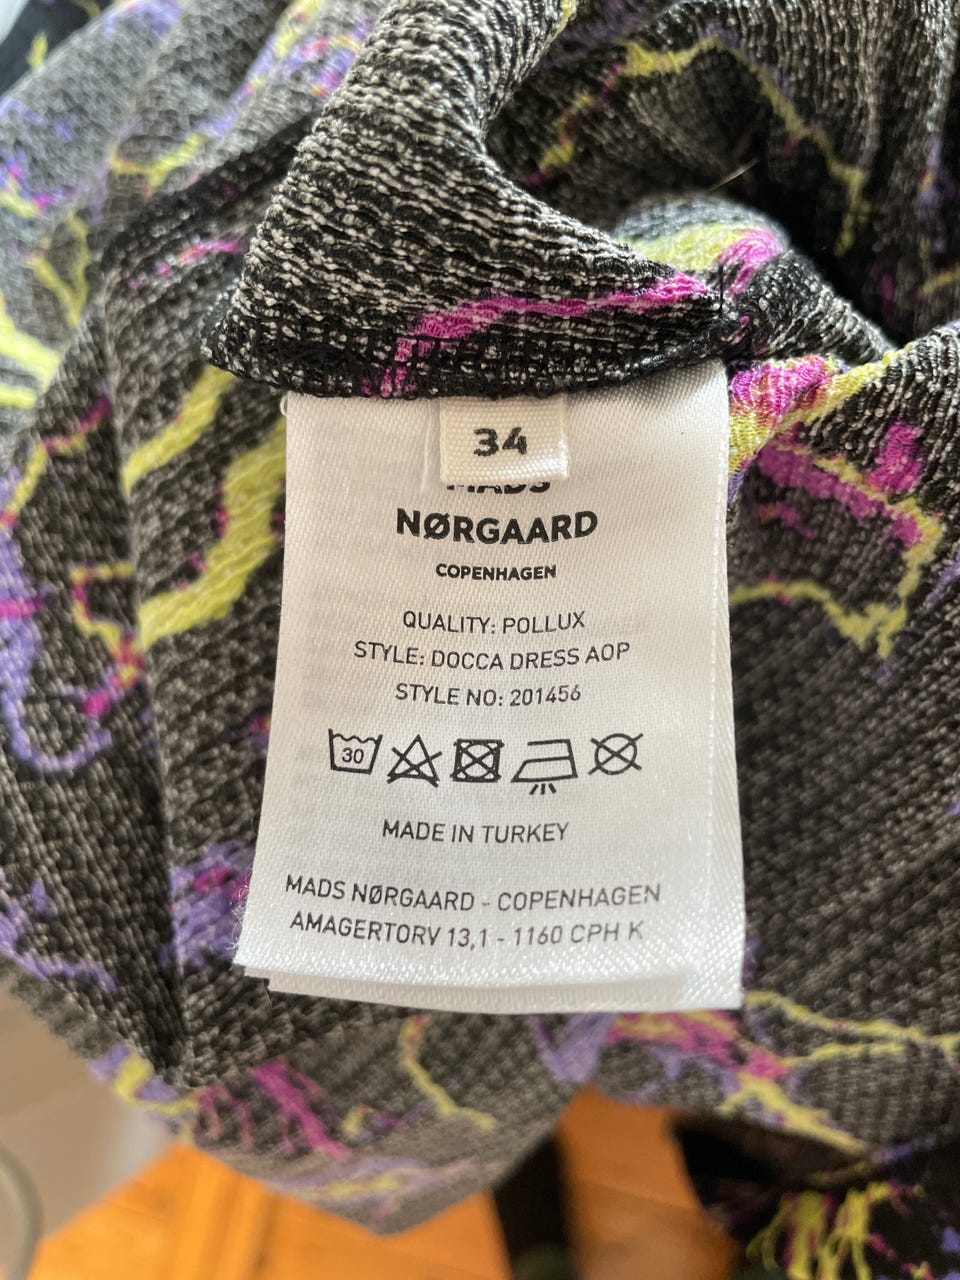 34
MADS
NØRGAARD
COPENHAGEN
QUALITY: POLLUX
STYLE: DOCCA DRESS AOP
STYLE NO: 201456
30
MADE IN TURKEY
MADS NØRGAARD - COPENHAGEN
AMAGERTORV 13,1 - 1160 CPH K